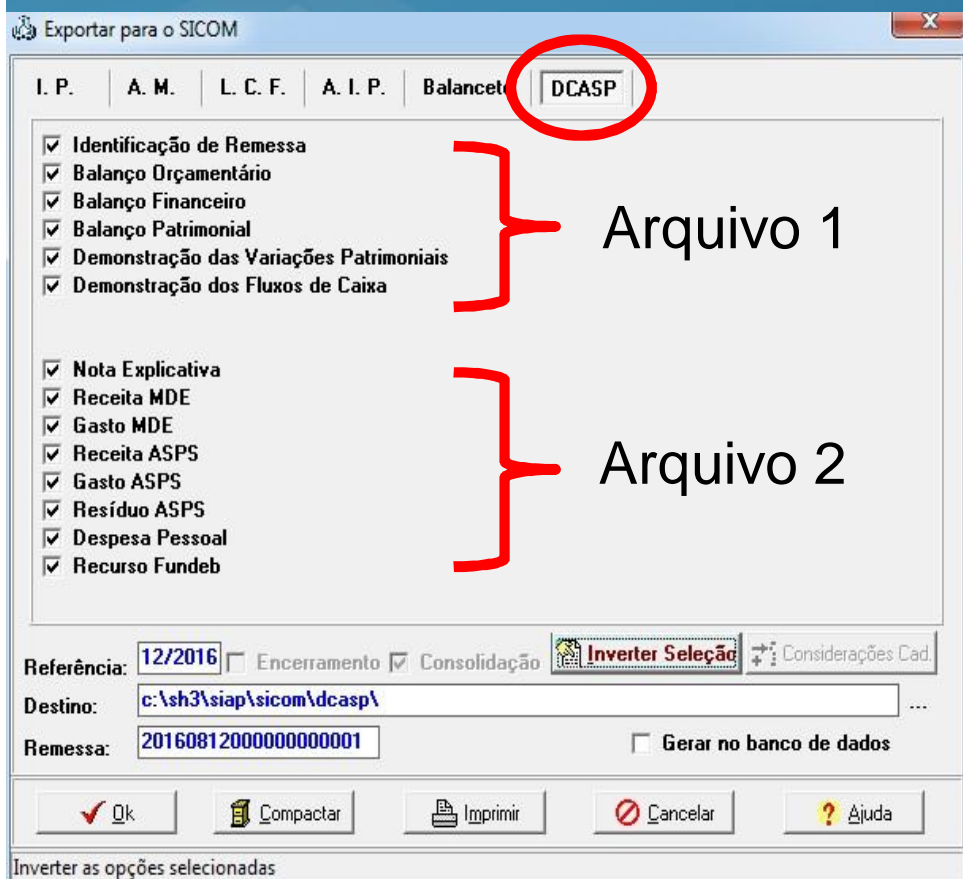 Exportar para o SICOM
X
I. P. A. M. L. C. F. A. I. P. Balancete DCASP
Identificação de Remessa
Balanço Orçamentário
Balanço Financeiro
Balanço Patrimonial
Demonstração das Variações Patrimoniais
Demonstração dos Fluxos de Caixa
Arquivo 1
Nota Explicativa
Receita MDE
Gasto MDE
Receita ASPS
Gasto ASPS
Resíduo ASPS
Despesa Pessoal
Recurso Fundeb
Arquivo 2
Referência: 12/2016 Encerramento Consolidação Inverter Seleção Considerações Cad.
Destino: c:\sh3\siap\sicom\dcasp\ ...
Remessa: 20160812000000000001 Gerar no banco de dados
Ok Compactar Imprimir Cancelar Ajuda
Inverter as opções selecionadas